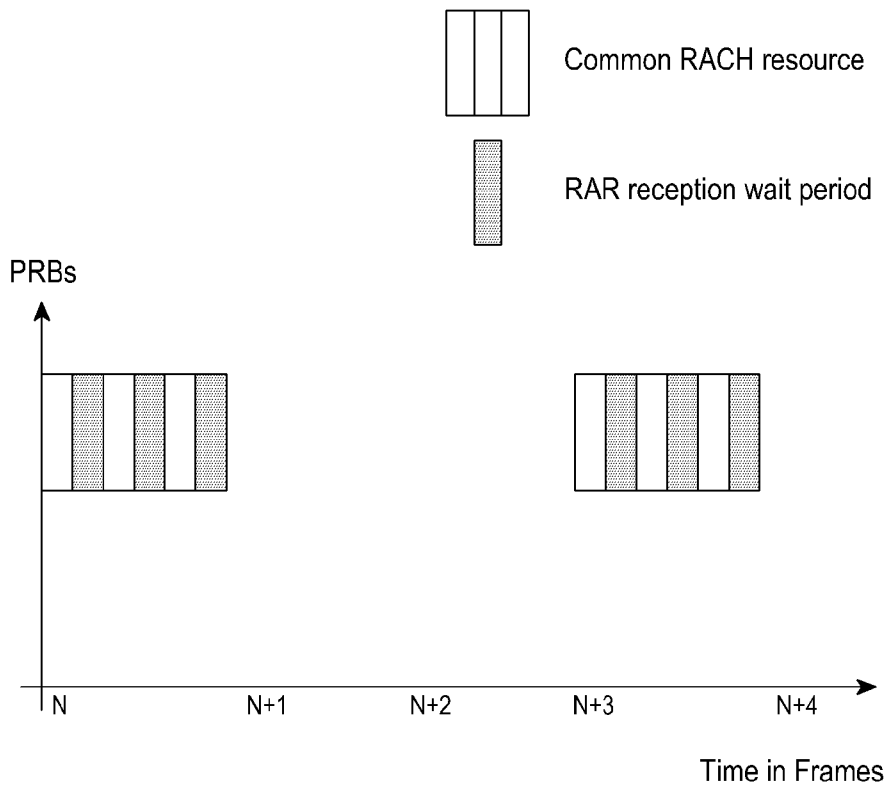 Common RACH resource
RAR reception wait period
PRBs
N N+1 N+2 N+3 N+4
Time in Frames